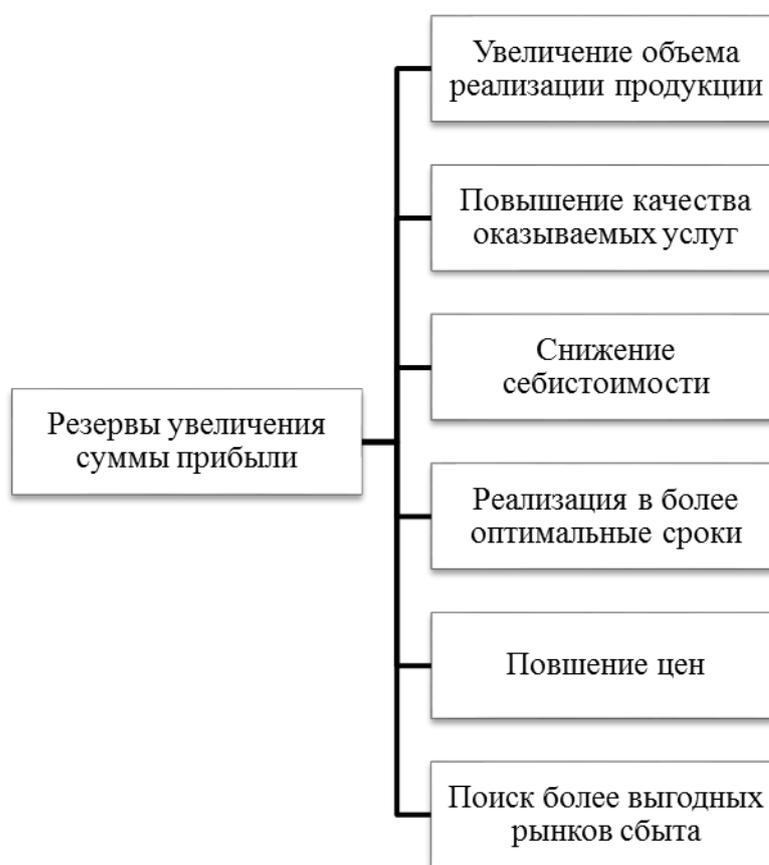 Резервы увеличения
суммы прибыли
Увеличение объема
реализации продукции
Повышение качества
оказываемых услуг
Снижение
себистоимости
Реализация в более
оптимальные сроки
Повшение цен
Поиск более выгодных
рынков сбыта